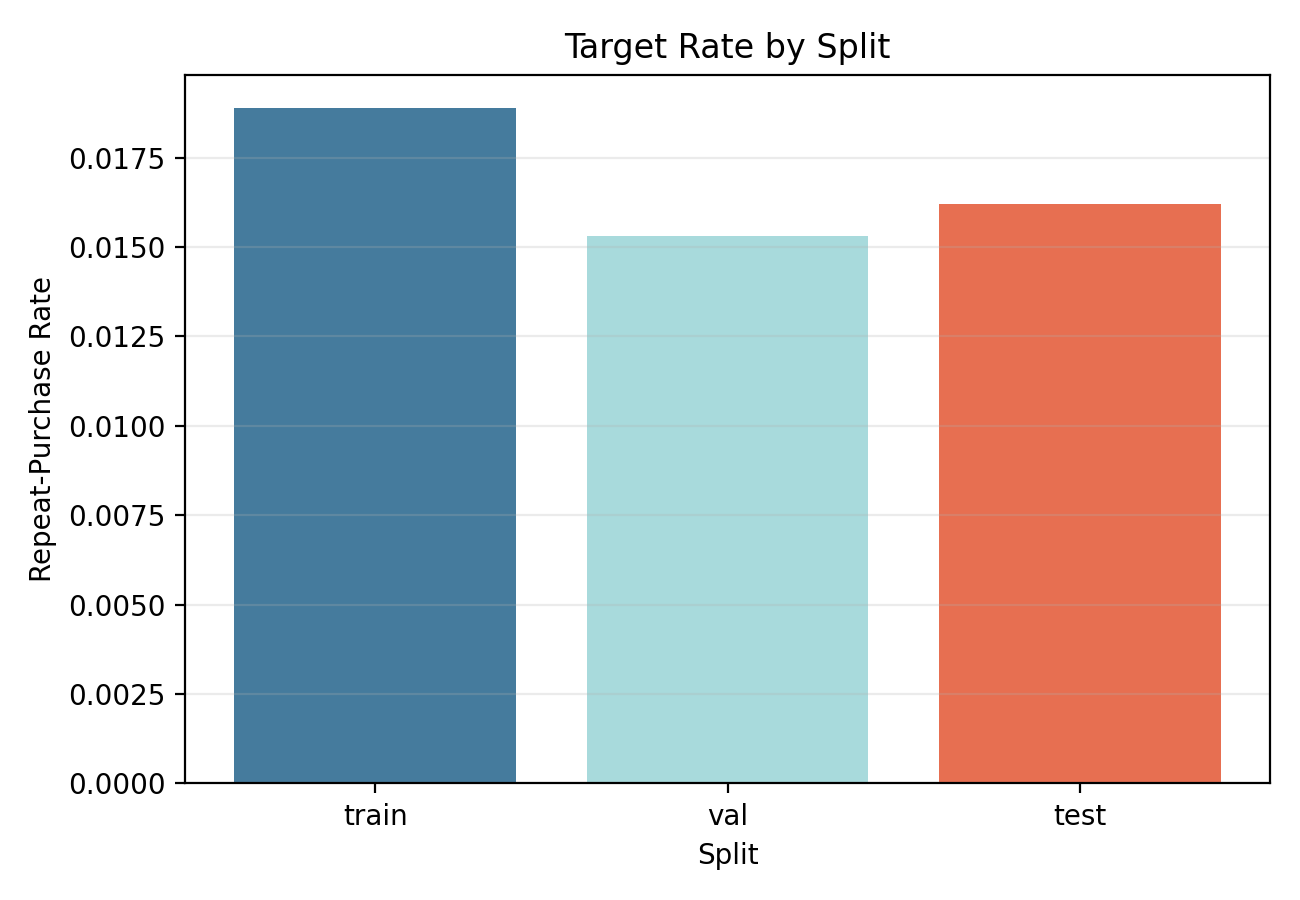 Target Rate by Split
Repeat-Purchase Rate
0.0175
0.0150
0.0125
0.0100
0.0075
0.0050
0.0025
0.0000
train val test
Split